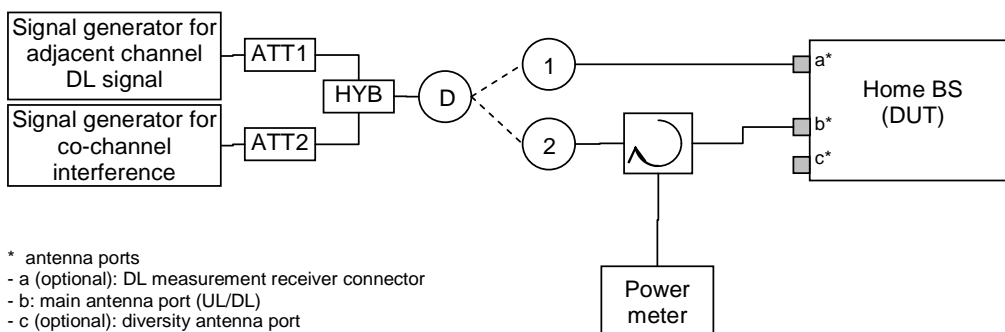 Signal generator for
adjacent channel
DL signal
ATT1
HYB
D
1
2
a*
b*
c*
Home BS
(DUT)
Signal generator for
co-channel
interference
ATT2
Power
meter
* antenna ports
- a (optional): DL measurement receiver connector
- b: main antenna port (UL/DL)
- c (optional): diversity antenna port